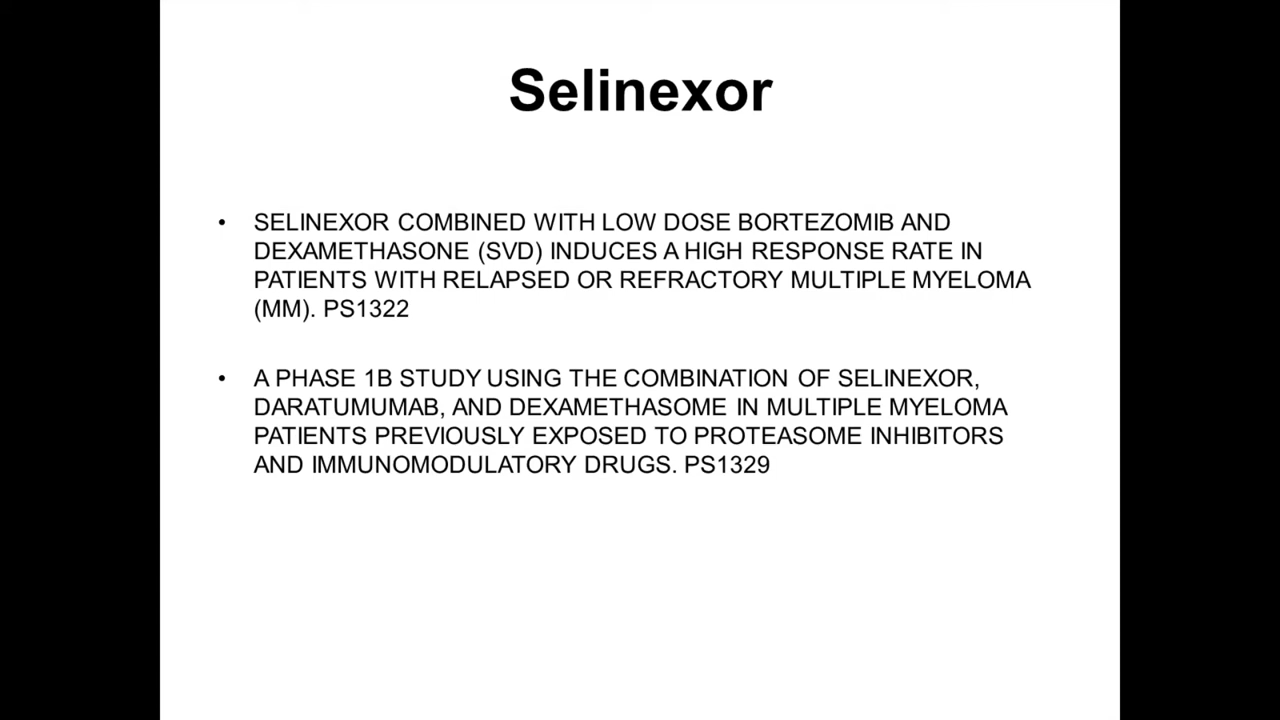 Selinexor
• SELINEXOR COMBINED WITH LOW DOSE BORTEZOMIB AND
DEXAMETHASONE (SVD) INDUCES A HIGH RESPONSE RATE IN
PATIENTS WITH RELAPSED OR REFRACTORY MULTIPLE MYELOMA
(MM). PS1322
• A PHASE 1B STUDY USING THE COMBINATION OF SELINEXOR,
DARATUMUMAB, AND DEXAMETHASOME IN MULTIPLE MYELOMA
PATIENTS PREVIOUSLY EXPOSED TO PROTEASOME INHIBITORS
AND IMMUNOMODULATORY DRUGS. PS1329